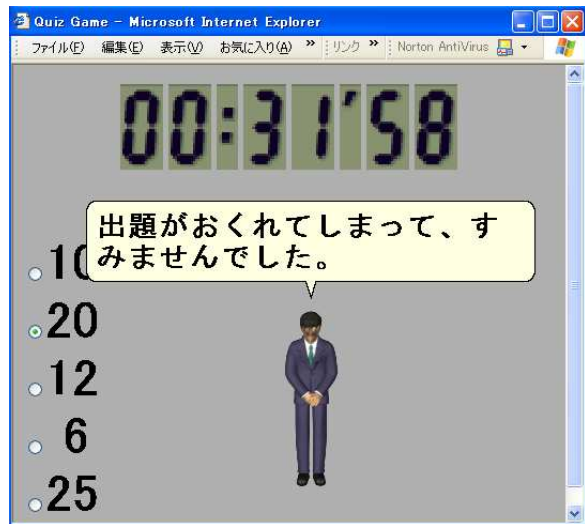 Quiz Game - Microsoft Internet Explorer
ファイル(F) 編集(E) 表示(V) お気に入り(A) » リンク » Norton AntiVirus
00:31'58
出題がおくれてしまって、す
みませんでした。
10
20
12
6
25